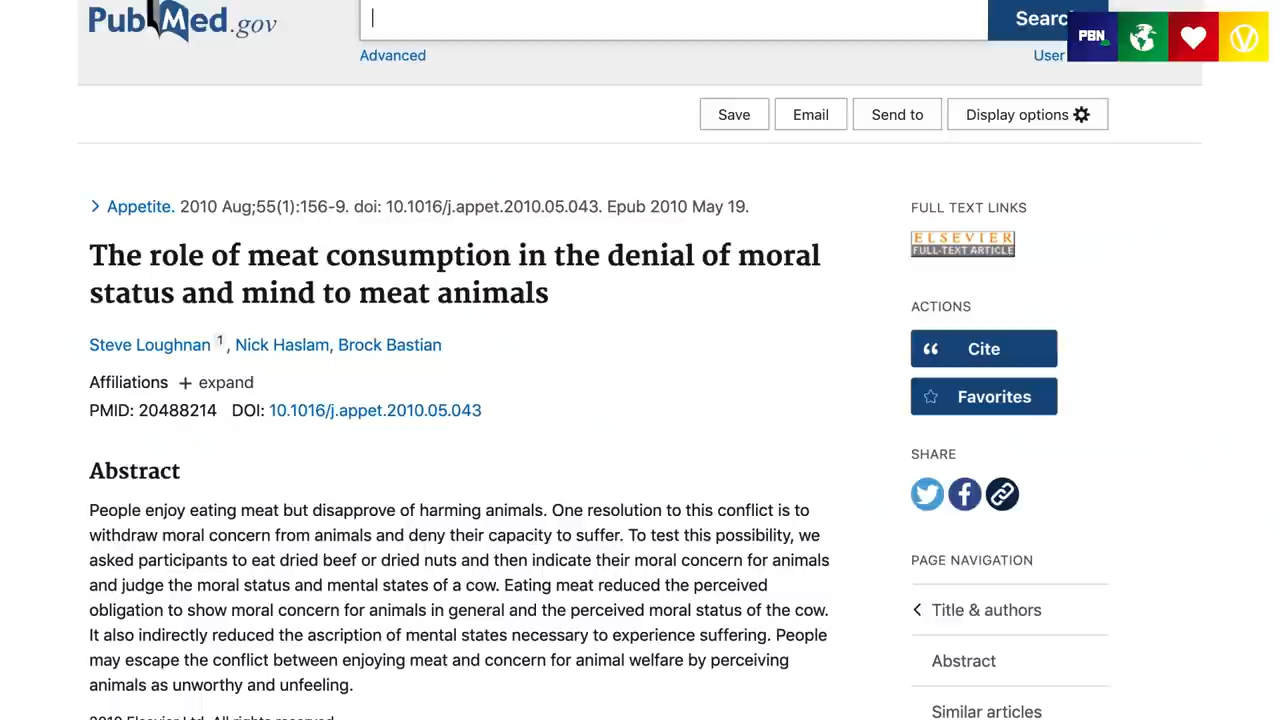 PubMed.gov
Search
PBN
Advanced
User
Save
Email
Send to
Display options
> Appetite. 2010 Aug;55(1):156-9. doi: 10.1016/j.appet.2010.05.043. Epub 2010 May 19.
The role of meat consumption in the denial of moral
status and mind to meat animals
Steve Loughnan 1, Nick Haslam, Brock Bastian
Affiliations + expand
PMID: 20488214 DOI: 10.1016/j.appet.2010.05.043
Abstract
People enjoy eating meat but disapprove of harming animals. One resolution to this conflict is to
withdraw moral concern from animals and deny their capacity to suffer. To test this possibility, we
asked participants to eat dried beef or dried nuts and then indicate their moral concern for animals
and judge the moral status and mental states of a cow. Eating meat reduced the perceived
obligation to show moral concern for animals in general and the perceived moral status of the cow.
It also indirectly reduced the ascription of mental states necessary to experience suffering. People
may escape the conflict between enjoying meat and concern for animal welfare by perceiving
animals as unworthy and unfeeling.
2010 Elsevier Ltd. All rights reserved.
FULL TEXT LINKS
ELSEVIER
FULL-TEXT ARTICLE
ACTIONS
Cite
Favorites
SHARE
PAGE NAVIGATION
Title & authors
Abstract
Similar articles